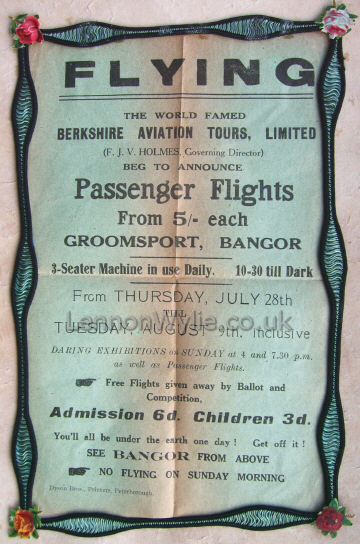 FLYING
THE WORLD FAMED
BERKSHIRE AVIATION TOURS, LIMITED
(F. J. V. HOLMES, Governing Director)
BEG TO ANNOUNCE
Passenger Flights
From 5/- each
GROOMSPORT, BANGOR
3-Seater Machine in use Daily. 10-30 till Dark
From THURSDAY, JULY 28th
TILL
LennonWylie.co.uk
TUESDAY, AUGUST 9th. inclusive
DARING EXHIBITIONS on SUNDAY at 4 and 7.30 p.m.
as well as Passenger Flights.
Free Flights given away by Ballot and
Competition.
Admission 6d. Children 3d.
You'll all be under the earth one day! Get off it!
SEE BANGOR FROM ABOVE
NO FLYING ON SUNDAY MORNING
Bros., Printers, Peterborough.